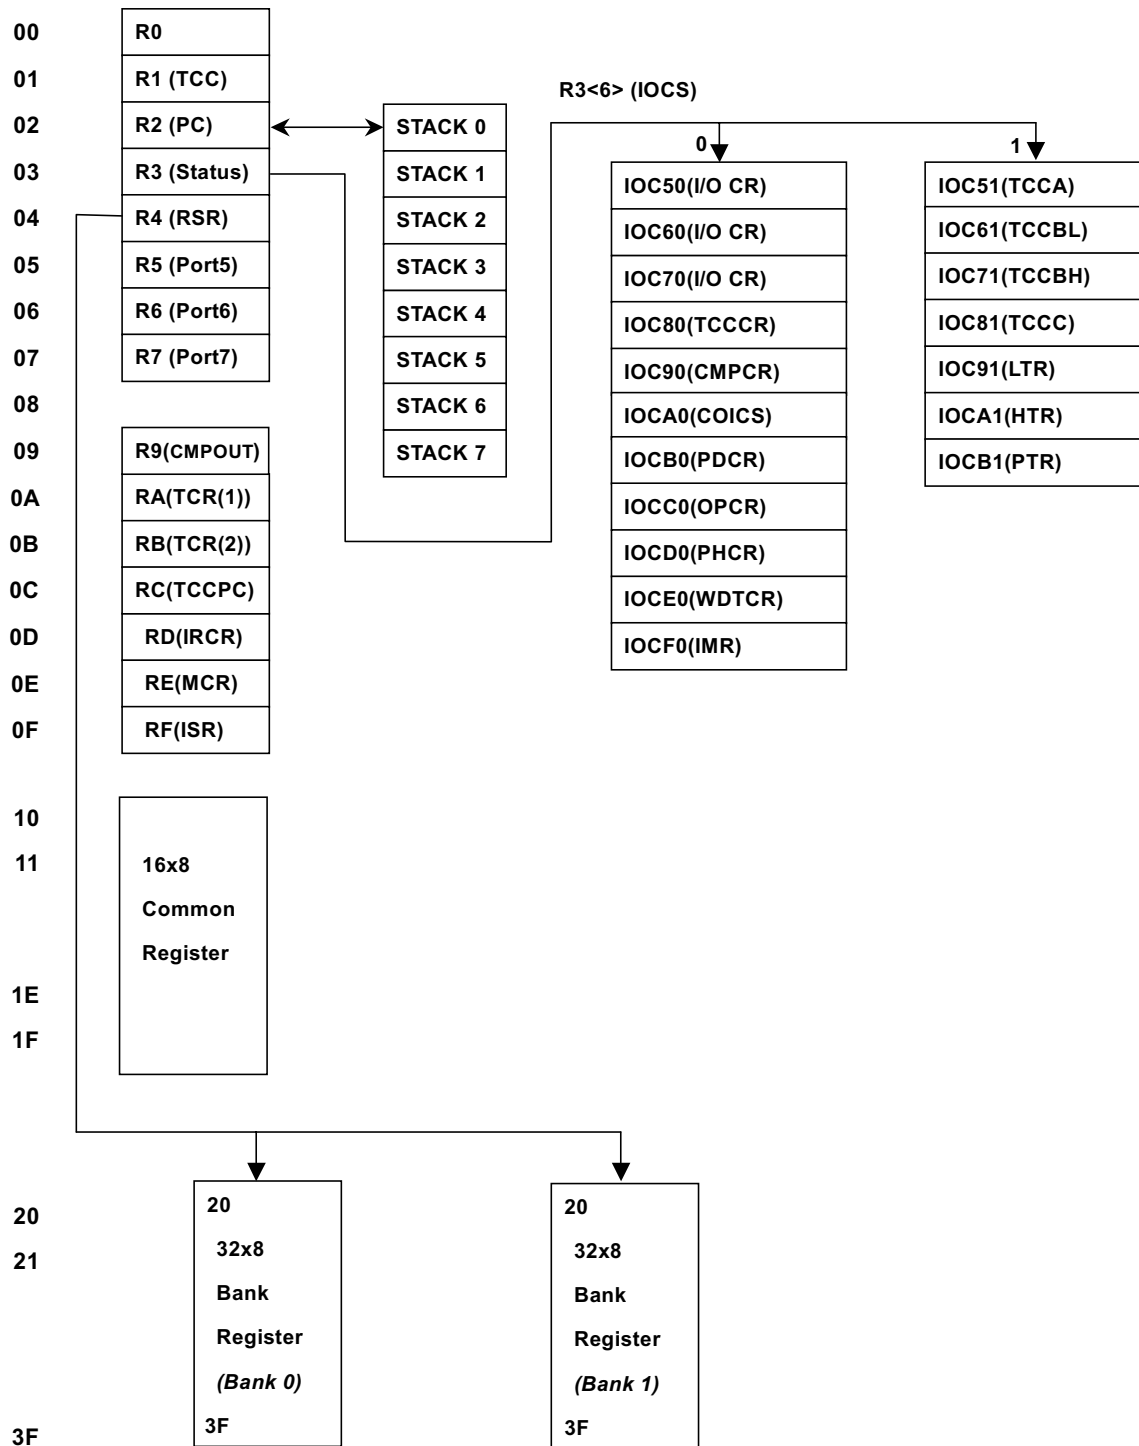 00 R0
01 R1 (TCC)
R3<6> (IOCS)
02 R2 (PC) STACK 0
0 1
03 R3 (Status) STACK 1 IOC50(I/O CR) IOC51(TCCA)
04 R4 (RSR) STACK 2 IOC60(I/O CR) IOC61(TCCBL)
05 R5 (Port5) STACK 3 IOC70(I/O CR) IOC71(TCCBH)
06 R6 (Port6) STACK 4 IOC80(TCCCR) IOC81(TCCC)
07 R7 (Port7) STACK 5 IOC90(CMPCR) IOC91(LTR)
08 STACK 6 IOCA0(COICS) IOCA1(HTR)
09 R9(CMPOUT) STACK 7 IOCB0(PDCR) IOCB1(PTR)
0A RA(TCR(1)) IOCC0(OPCR)
0B RB(TCR(2)) IOCD0(PHCR)
0C RC(TCCPC) IOCE0(WDTCR)
0D RD(IRCR) IOCF0(IMR)
0E RE(MCR)
0F RF(ISR)
10
11 16x8
Common
Register
1E
1F
20 20 20
21 32x8 32x8
Bank Bank
Register Register
(Bank 0) (Bank 1)
3F 3F 3F